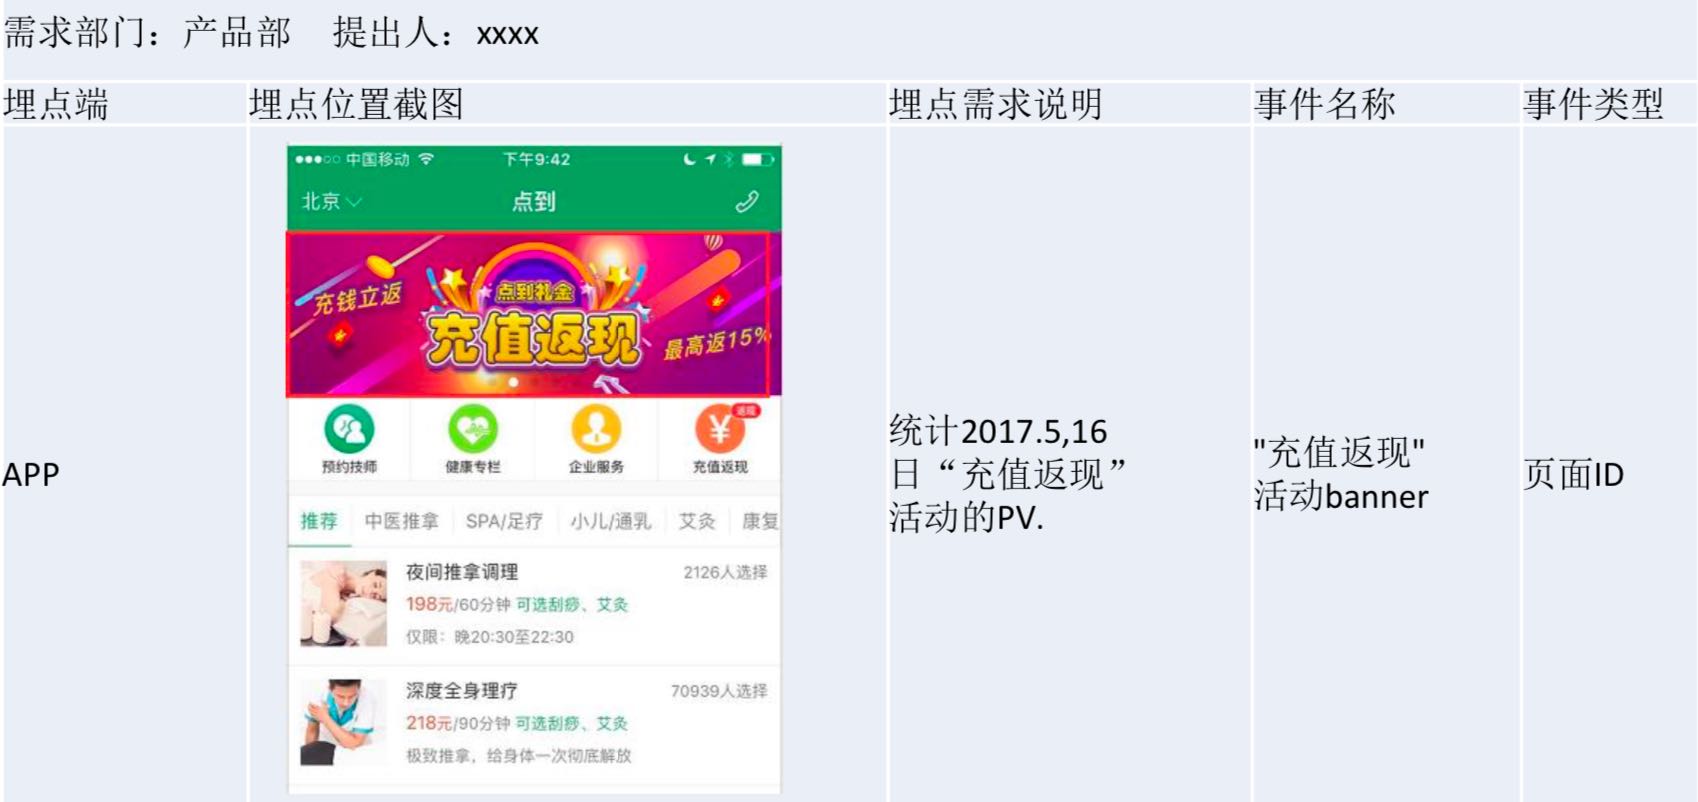 需求部门：产品部 提出人：xxxx
埋点端 埋点位置截图 埋点需求说明 事件名称 事件类型
APP
中国移动 下午9:42
北京 点到
充钱立返
点到礼金
充值返现
最高返15%
返现
预约技师 健康专栏 企业服务 充值返现
推荐 中医推拿 SPA/足疗 小儿/通乳 艾灸 康复
夜间推拿调理 2126人选择
198元/60分钟 可选刮痧、艾灸
仅限：晚20:30至22:30
深度全身理疗 70939人选择
218元/90分钟 可选刮痧、艾灸
极致推拿，给身体一次彻底解放
统计2017.5,16
日“充值返现”
活动的PV.
"充值返现"
活动banner
页面ID